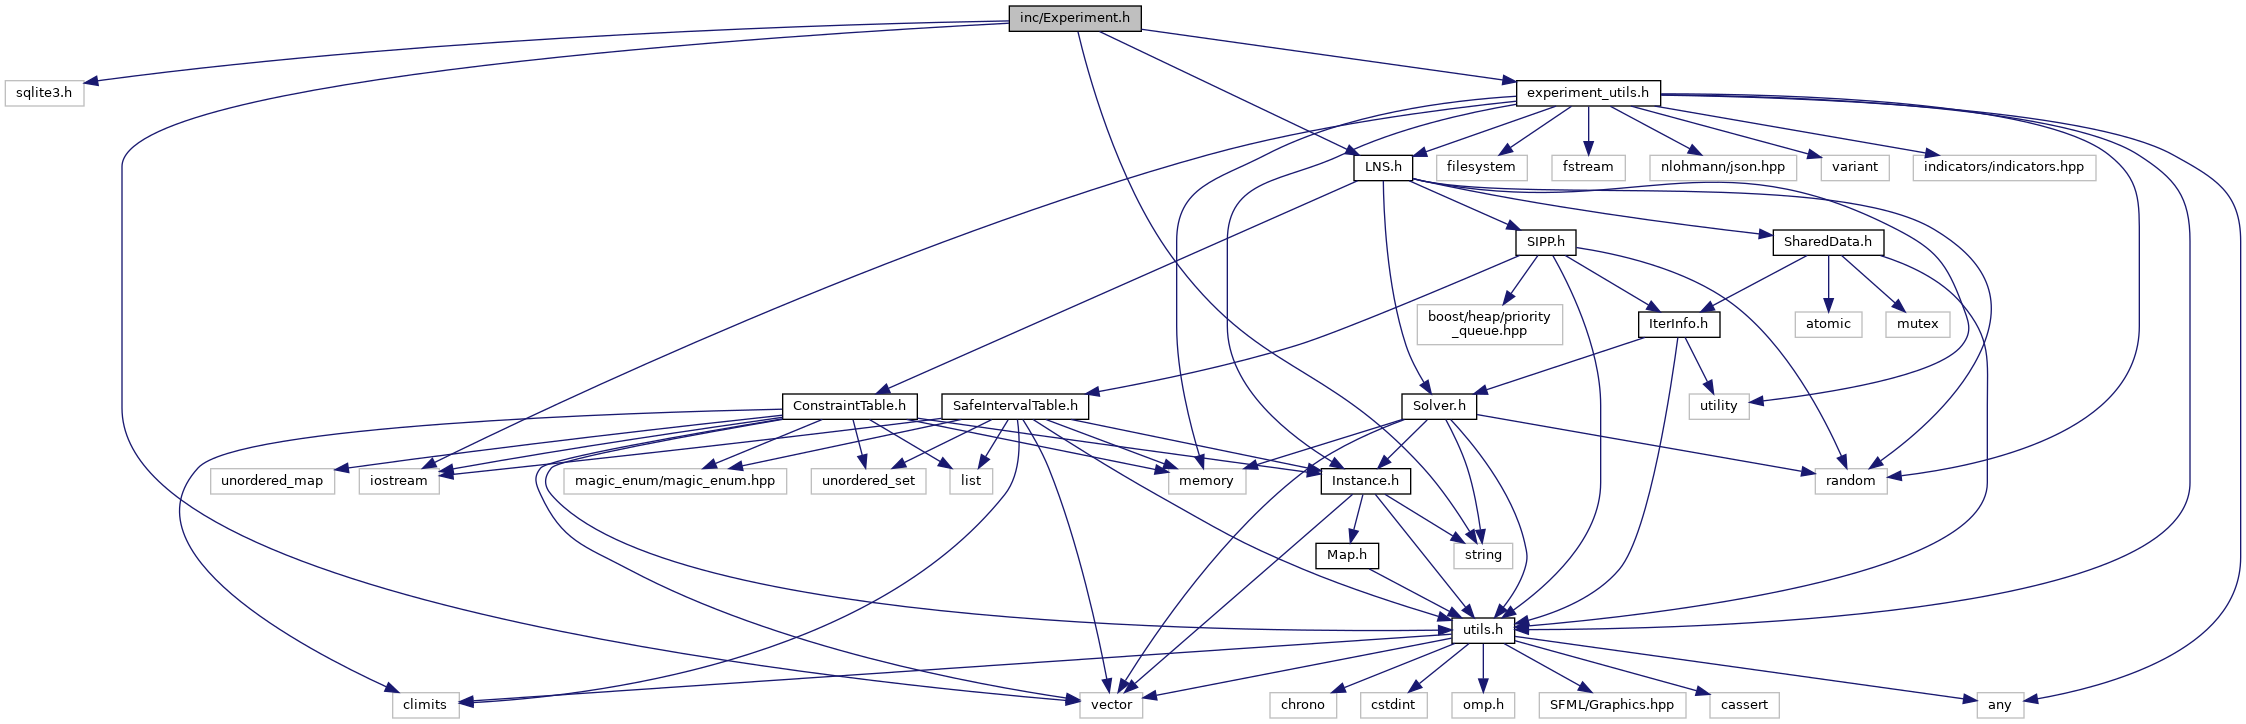 inc/Experiment.h
sqlite3.h
experiment_utils.h
LNS.h
filesystem
fstream
nlohmann/json.hpp
variant
indicators/indicators.hpp
SIPP.h
SharedData.h
boost/heap/priority
_queue.hpp
IterInfo.h
atomic
mutex
ConstraintTable.h
SafeIntervalTable.h
Solver.h
utility
unordered_map
iostream
magic_enum/magic_enum.hpp
unordered_set
list
memory
Instance.h
random
Map.h
string
utils.h
climits
vector
chrono
cstdint
omp.h
SFML/Graphics.hpp
cassert
any